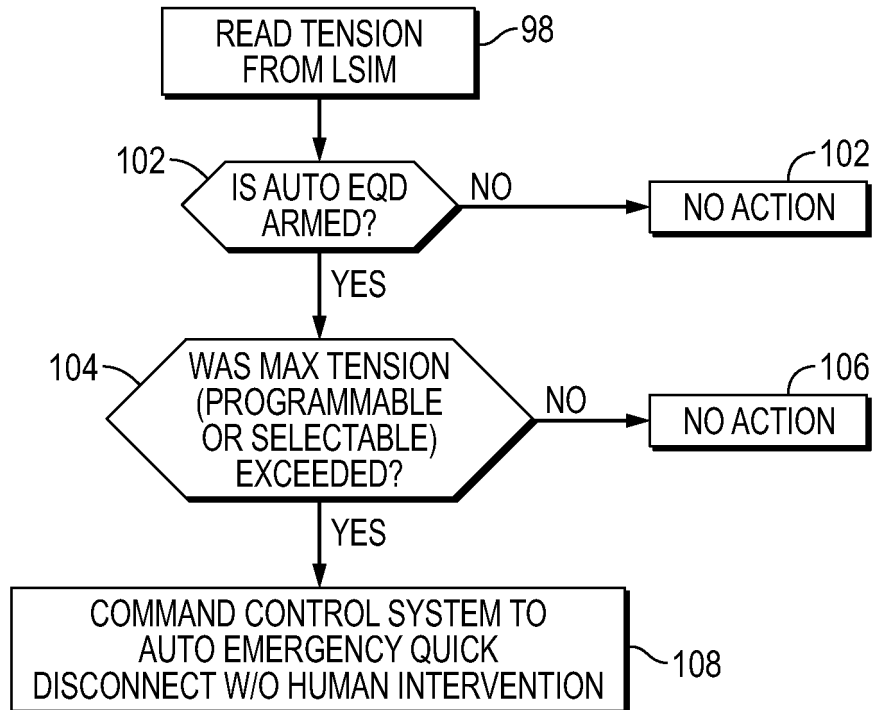 READ TENSION
FROM LSIM
98
102
IS AUTO EQD
ARMED?
NO
102
NO ACTION
YES
104
WAS MAX TENSION
(PROGRAMMABLE
OR SELECTABLE)
EXCEEDED?
NO
106
NO ACTION
YES
COMMAND CONTROL SYSTEM TO
AUTO EMERGENCY QUICK
DISCONNECT W/O HUMAN INTERVENTION
108